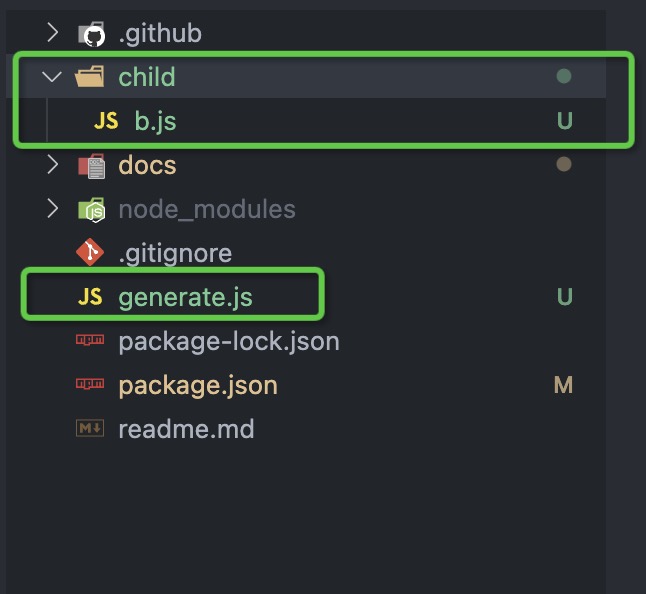 .github
child
JS b.js U
docs
node_modules
.gitignore
JS generate.js U
package-lock.json
package.json M
readme.md